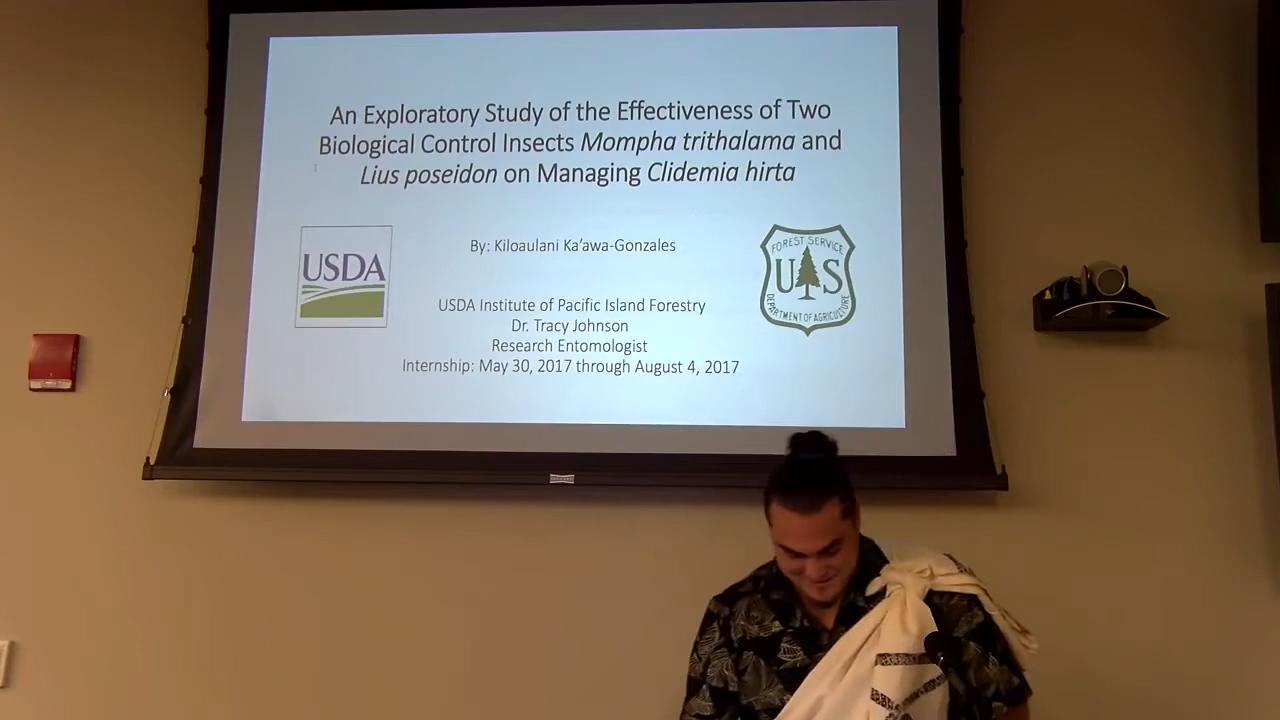 An Exploratory Study of the Effectiveness of Two
Biological Control Insects Mompha trithalama and
Lius poseidon on Managing Clidemia hirta
USDA
By: Kiloaulani Ka'awa-Gonzales
FOREST SERVICE
U S
DEPARTMENT OF AGRICULTURE
USDA Institute of Pacific Island Forestry
Dr. Tracy Johnson
Research Entomologist
Internship: May 30, 2017 through August 4, 2017